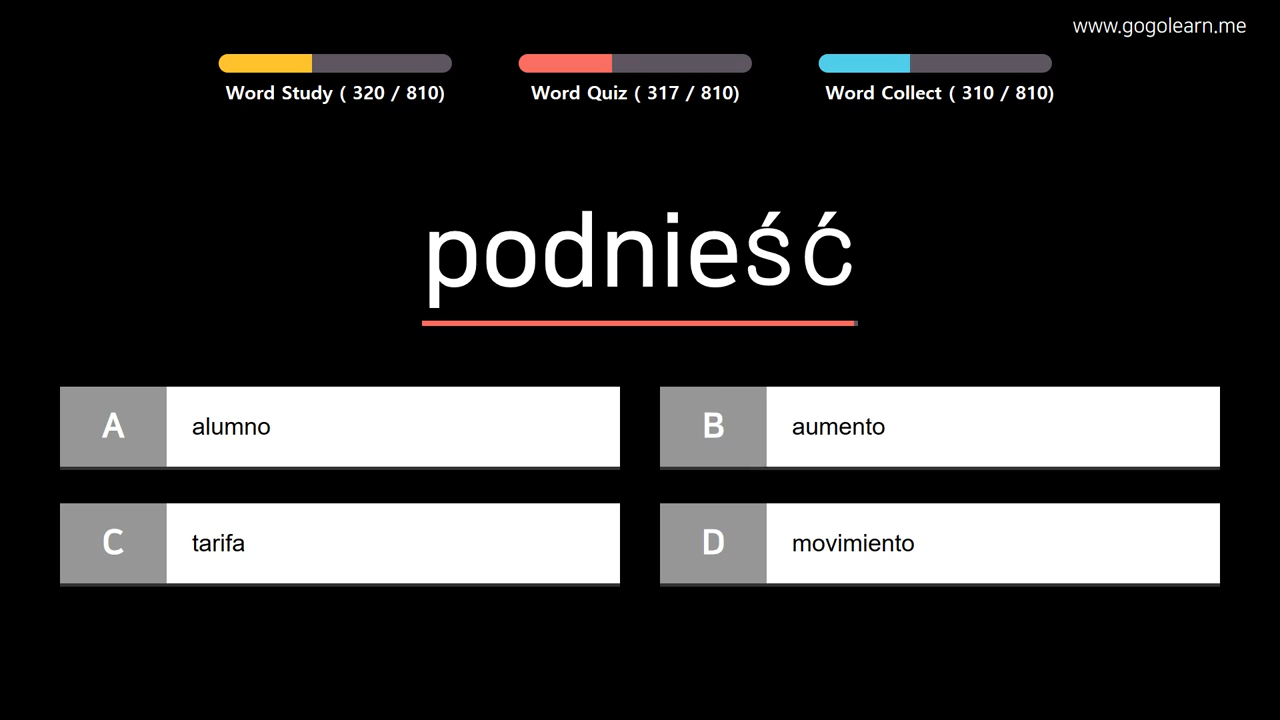 www.gogolearn.me
Word Study ( 320 / 810)
Word Quiz ( 317 / 810)
Word Collect ( 310 / 810)
podnieść
A alumno
B aumento
C tarifa
D movimiento